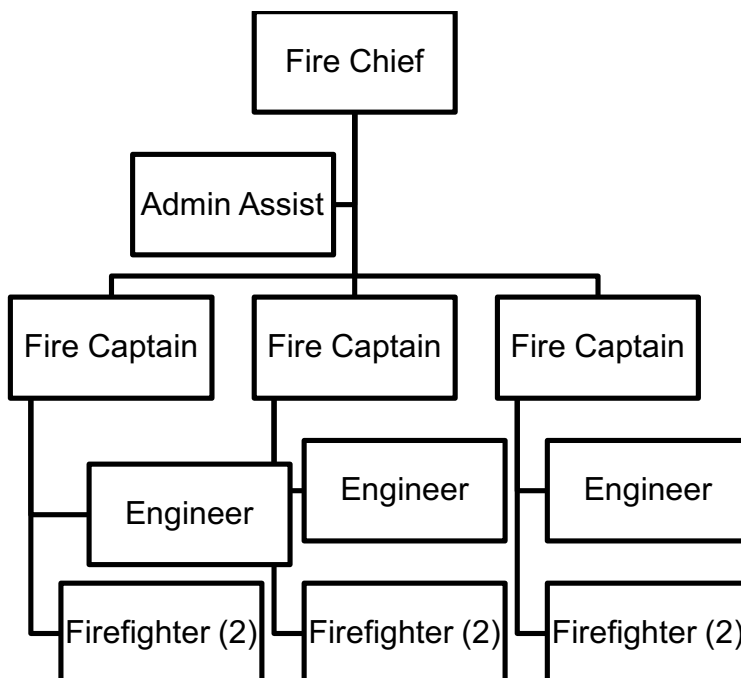 Fire Chief
Admin Assist
Fire Captain
Fire Captain
Fire Captain
Engineer
Engineer
Engineer
Firefighter (2)
Firefighter (2)
Firefighter (2)